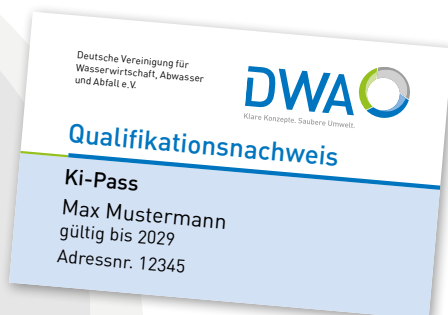 Deutsche Vereinigung für
Wasserwirtschaft, Abwasser
und Abfall e.V.
DWA
Klare Konzepte. Saubere Umwelt.
Qualifikationsnachweis
Ki-Pass
Max Mustermann
gültig bis 2029
Adressnr. 12345